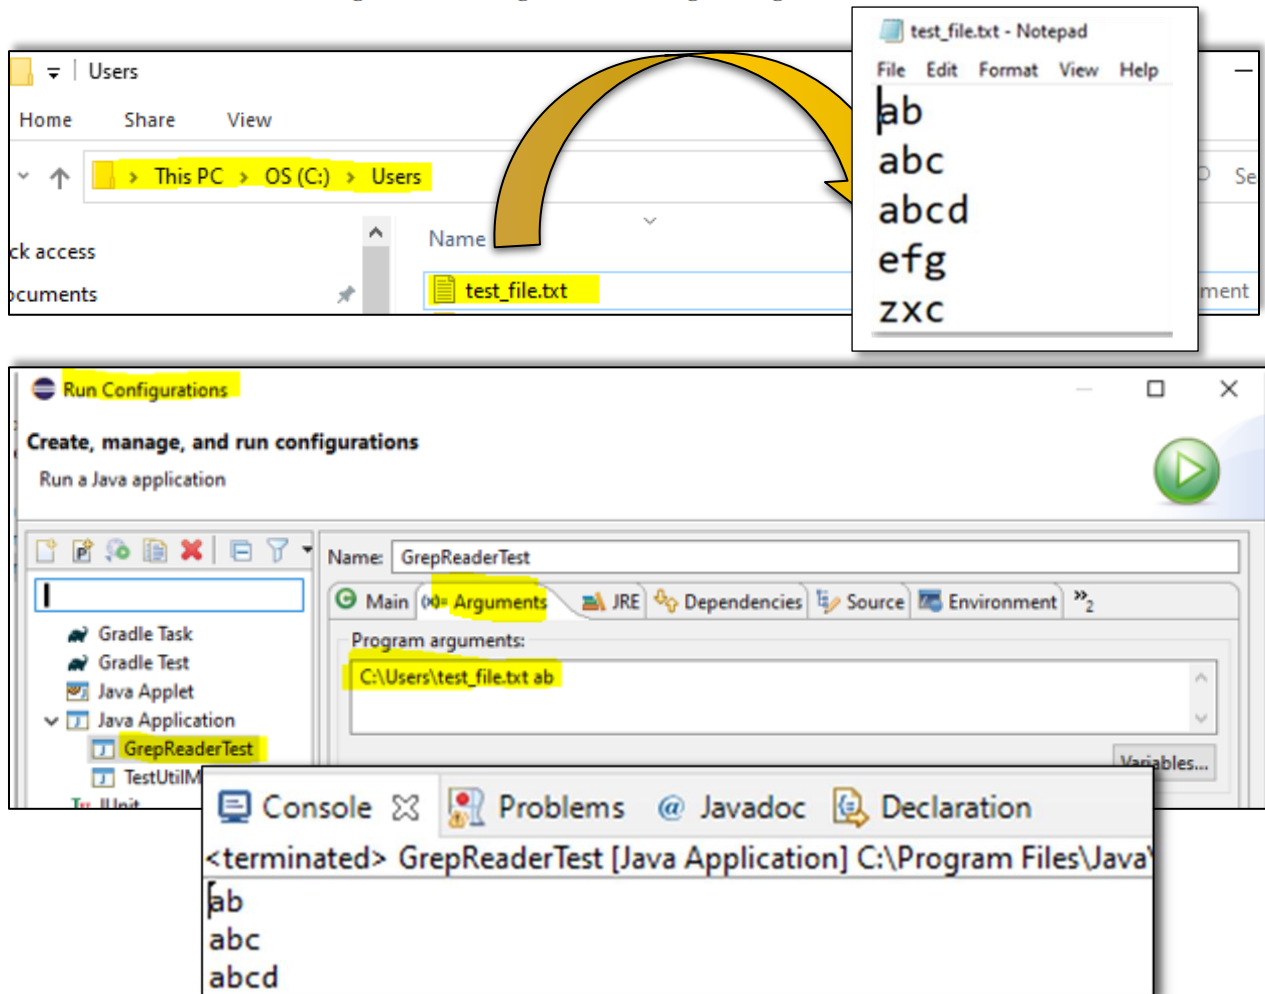 test_file.txt - Notepad
File Edit Format View Help
ab
abc
abcd
efg
zxc
Users
Home Share View
This PC > OS (C:) > Users
Se
Name
ck access
ocuments
test_file.txt
ment
Run Configurations
Create, manage, and run configurations
Run a Java application
Name: GrepReaderTest
Main (x)= Arguments JRE Dependencies Source Environment »2
Program arguments:
C:\Users\test_file.txt ab
Gradle Task
Gradle Test
Java Applet
Java Application
GrepReaderTest
TestUtilM
Variables...
Console Problems @ Javadoc Declaration
<terminated> GrepReaderTest [Java Application] C:\Program Files\Java\
ab
abc
abcd